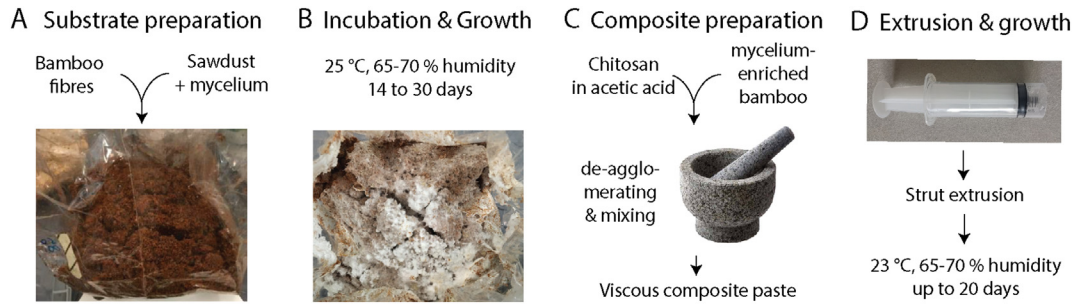 A Substrate preparation
Bamboo
fibres
Sawdust
+ mycelium
B Incubation & Growth
25 °C, 65-70 % humidity
14 to 30 days
C Composite preparation
Chitosan
in acetic acid
mycelium-
enriched
bamboo
de-agglo-
merating
& mixing
Viscous composite paste
D Extrusion & growth
Strut extrusion
23 °C, 65-70 % humidity
up to 20 days